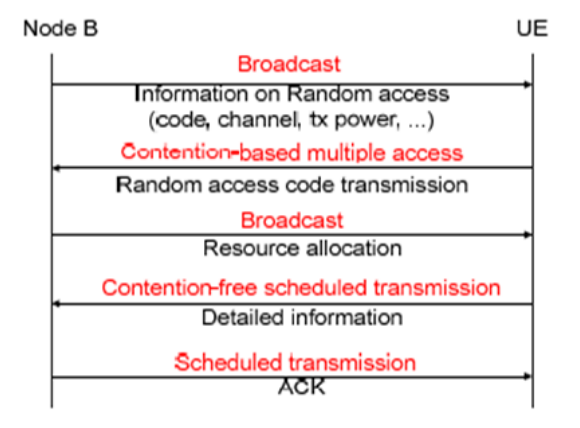 Node B
UE
Broadcast
Information on Random access
(code, channel, tx power, ...)
Contention-based multiple access
Random access code transmission
Broadcast
Resource allocation
Contention-free scheduled transmission
Detailed information
Scheduled transmission
ACK